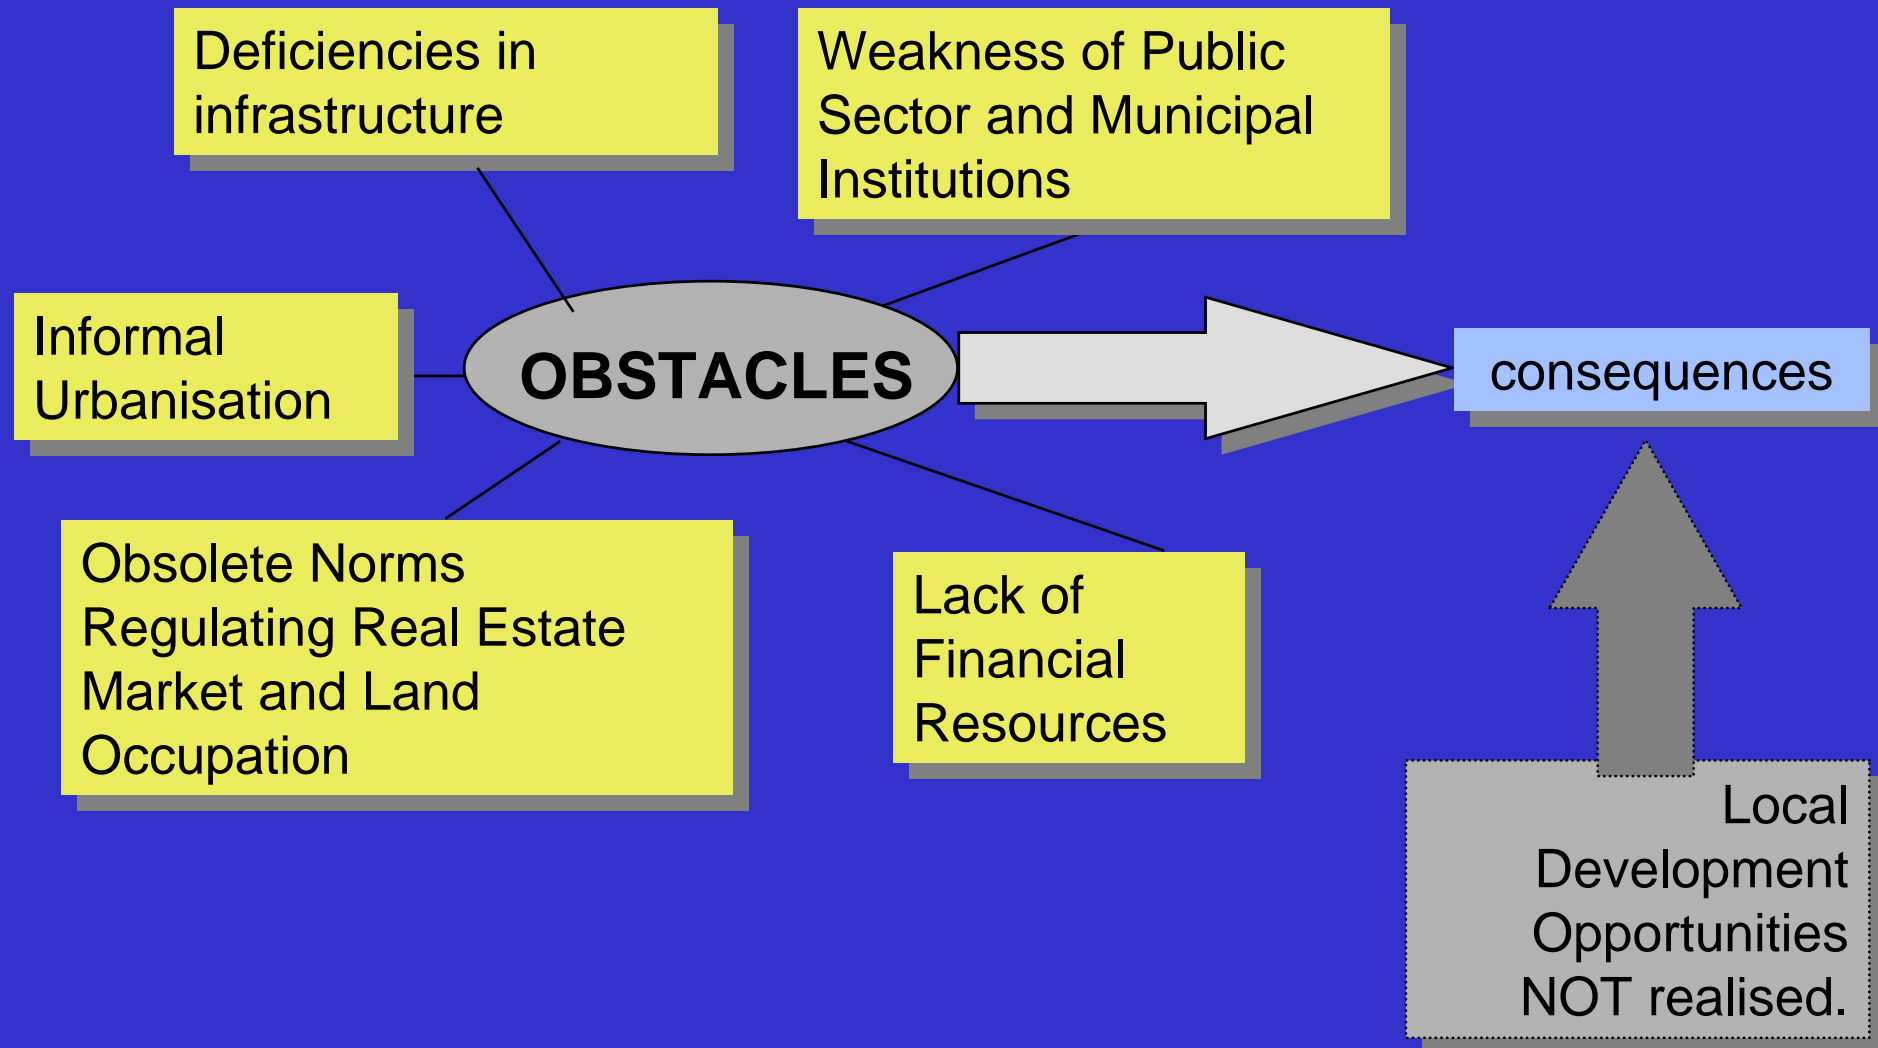 Deficiencies in
infrastructure
Weakness of Public
Sector and Municipal
Institutions
Informal
Urbanisation
OBSTACLES
consequences
Obsolete Norms
Regulating Real Estate
Market and Land
Occupation
Lack of
Financial
Resources
Local
Development
Opportunities
NOT realised.